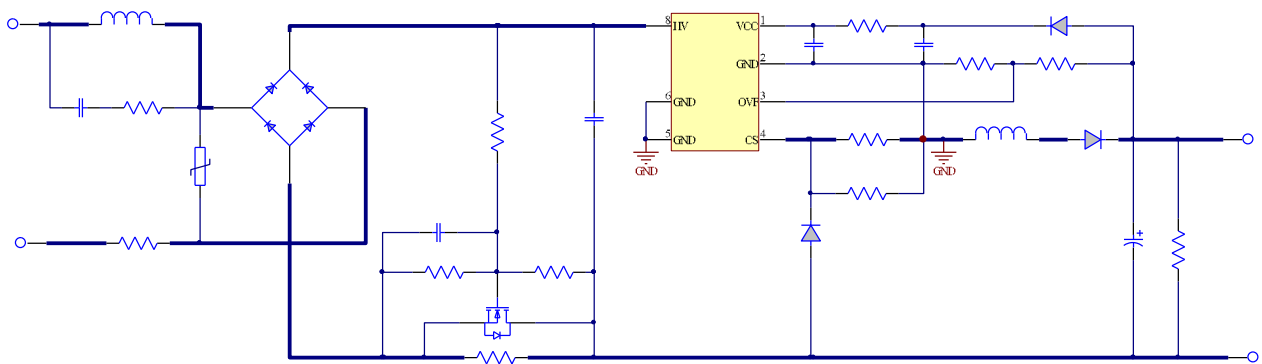 8 HV VCC 1
GND 2
6 GND OVP 3
5 GND CS 4
GND
GND
+